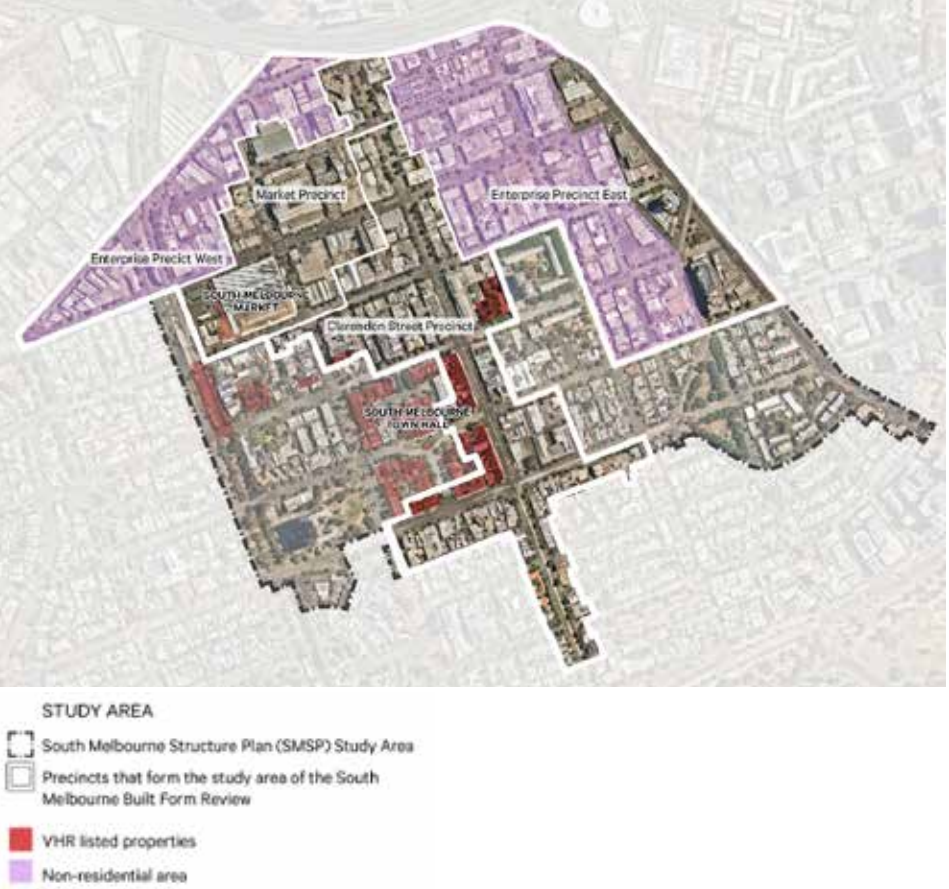 Market Precinct
Enterprise Precinct East
Enterprise Precict West
SOUTH MELBOURNE
MARKET
Clarendon Street Precinct
SOUTH MELBOURNE
TOWN HALL
STUDY AREA
South Melbourne Structure Plan (SMSP) Study Area
Precincts that form the study area of the South
Melbourne Built Form Review
VHR listed properties
Non-residential area